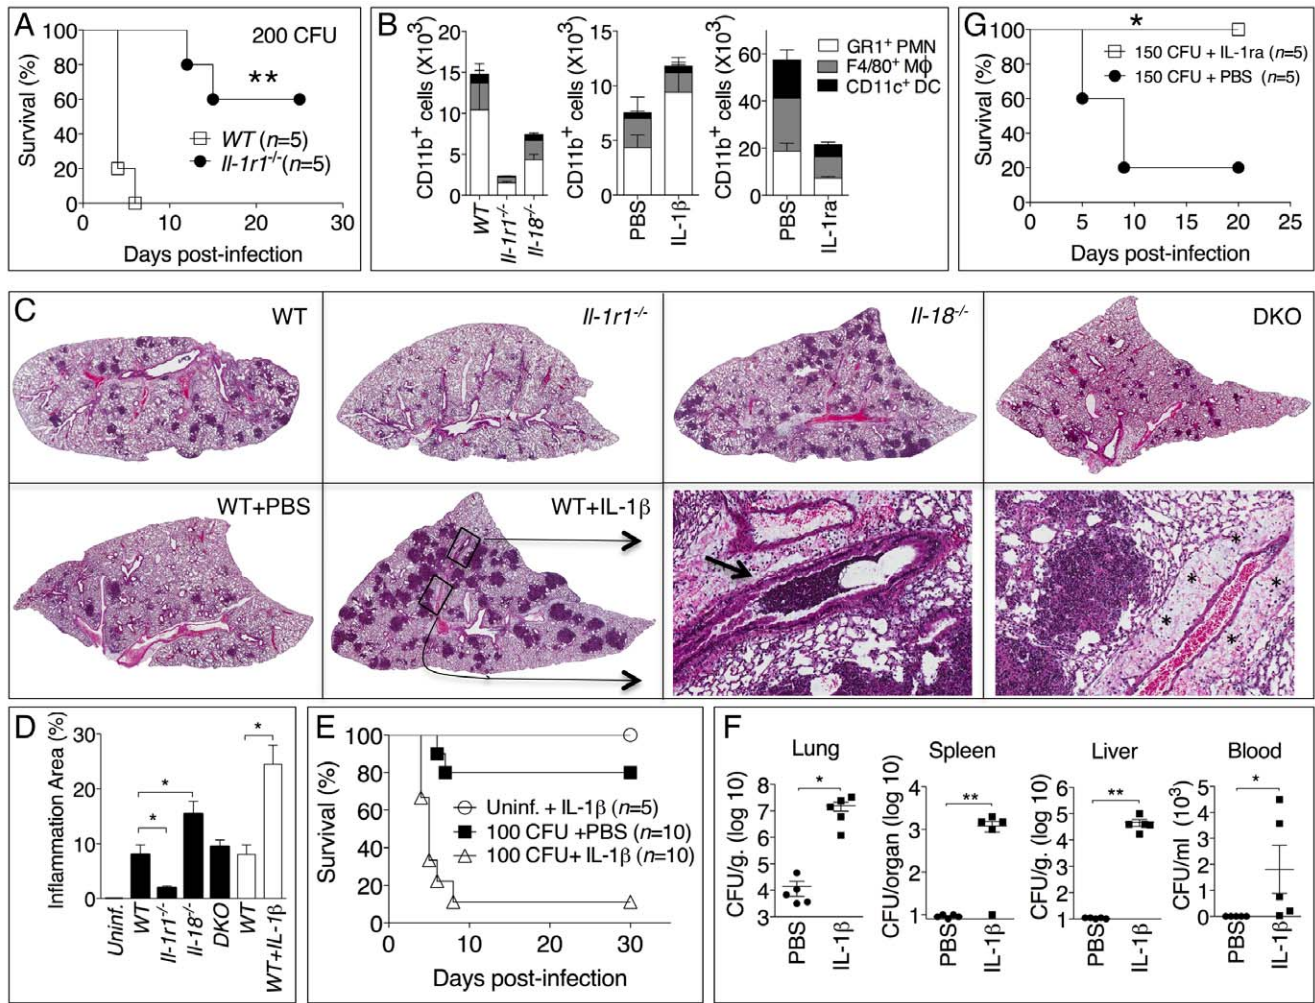 A
200 CFU
Survival (%)
100
80
60
40
20
0
**
WT (n=5)
Il-1r1-/-(n=5)
0 10 20 30
Days post-infection
B
CD11b+ cells (X10³)
20
15
10
5
0
WT
Il-1r1-/-
Il-18-/-
CD11b+ cells (X10³)
15
10
5
0
PBS
IL-1β
CD11b+ cells (X10³)
60
40
20
0
PBS
IL-1ra
GR1+ PMN
F4/80+ Mϕ
CD11c+ DC
G
*
Survival (%)
100
80
60
40
20
0
150 CFU + IL-1ra (n=5)
150 CFU + PBS (n=5)
0 5 10 15 20 25
Days post-infection
C
WT
Il-1r1-/-
Il-18-/-
DKO
WT+PBS
WT+IL-1β
* * * * * *
D
Inflammation Area (%)
30
20
10
0
*
*
*
Uninf.
WT
Il-1r1-/-
Il-18-/-
DKO
WT
WT+IL-1β
E
Survival (%)
100
80
60
40
20
0
Uninf. + IL-1β (n=5)
100 CFU +PBS (n=10)
100 CFU+ IL-1β (n=10)
0 10 20 30
Days post-infection
F
Lung
CFU/g. (log 10)
8
7
6
5
4
3
*
PBS
IL-1β
Spleen
CFU/organ (log 10)
4
3
2
1
**
PBS
IL-1β
Liver
CFU/g. (log 10)
6
5
4
3
2
1
**
PBS
IL-1β
Blood
CFU/ml (10³)
5
4
3
2
1
0
*
PBS
IL-1β